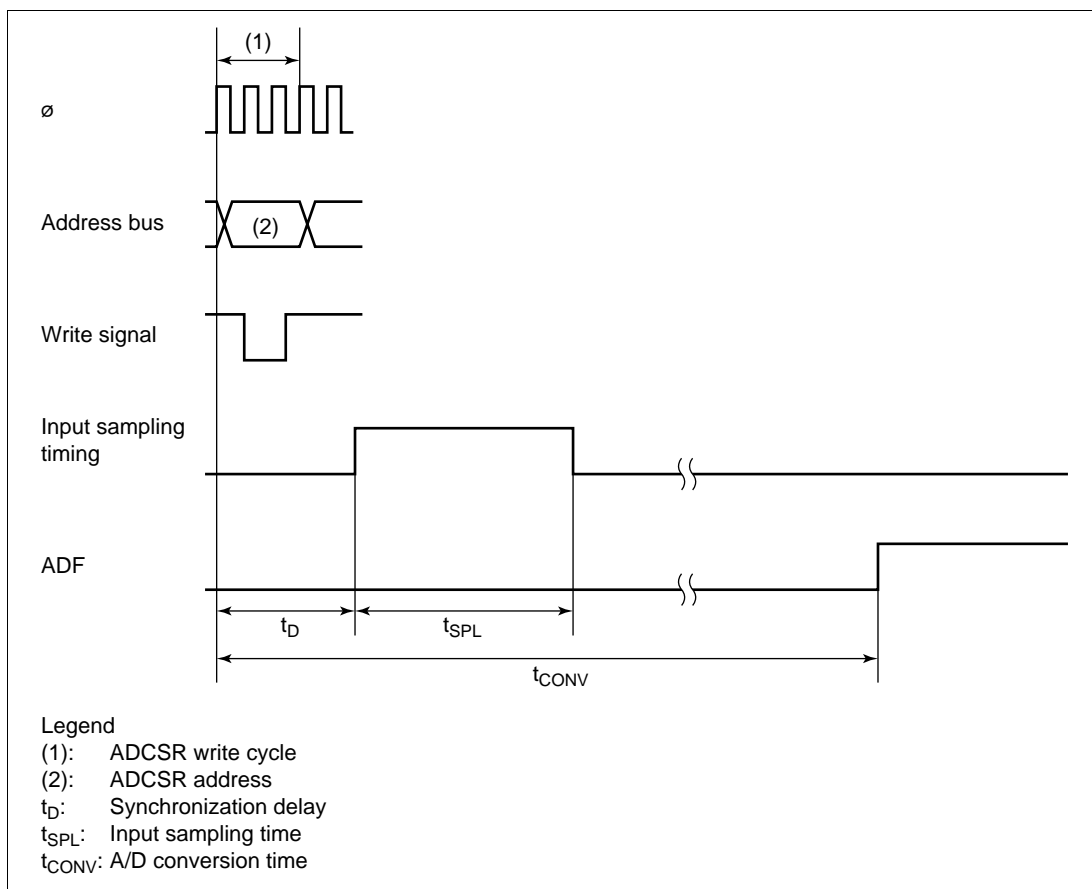 (1)
ø
Address bus
(2)
Write signal
Input sampling
timing
ADF
tD
tSPL
tCONV
Legend
(1): ADCSR write cycle
(2): ADCSR address
tD: Synchronization delay
tSPL: Input sampling time
tCONV: A/D conversion time